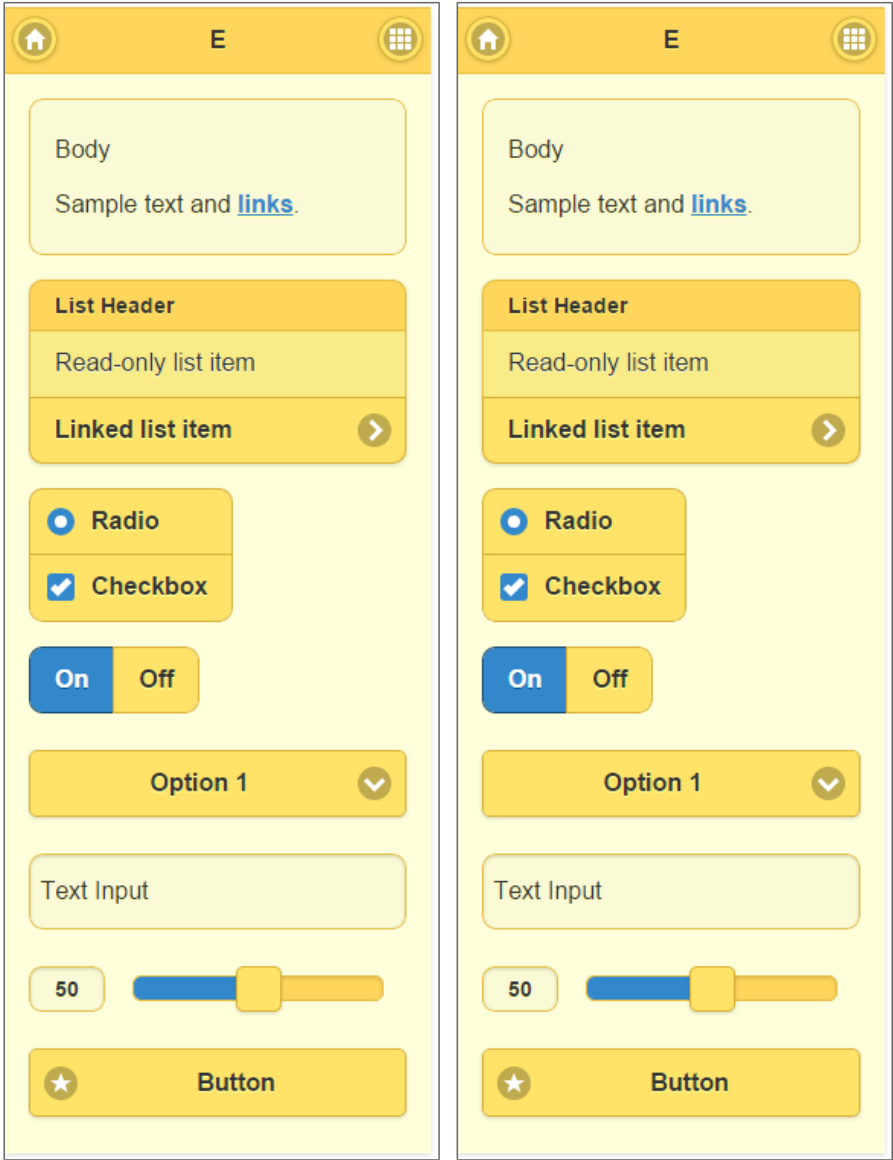 E
Body
Sample text and links.
List Header
Read-only list item
Linked list item
Radio
Checkbox
On Off
Option 1
Text Input
50
Button
E
Body
Sample text and links.
List Header
Read-only list item
Linked list item
Radio
Checkbox
On Off
Option 1
Text Input
50
Button